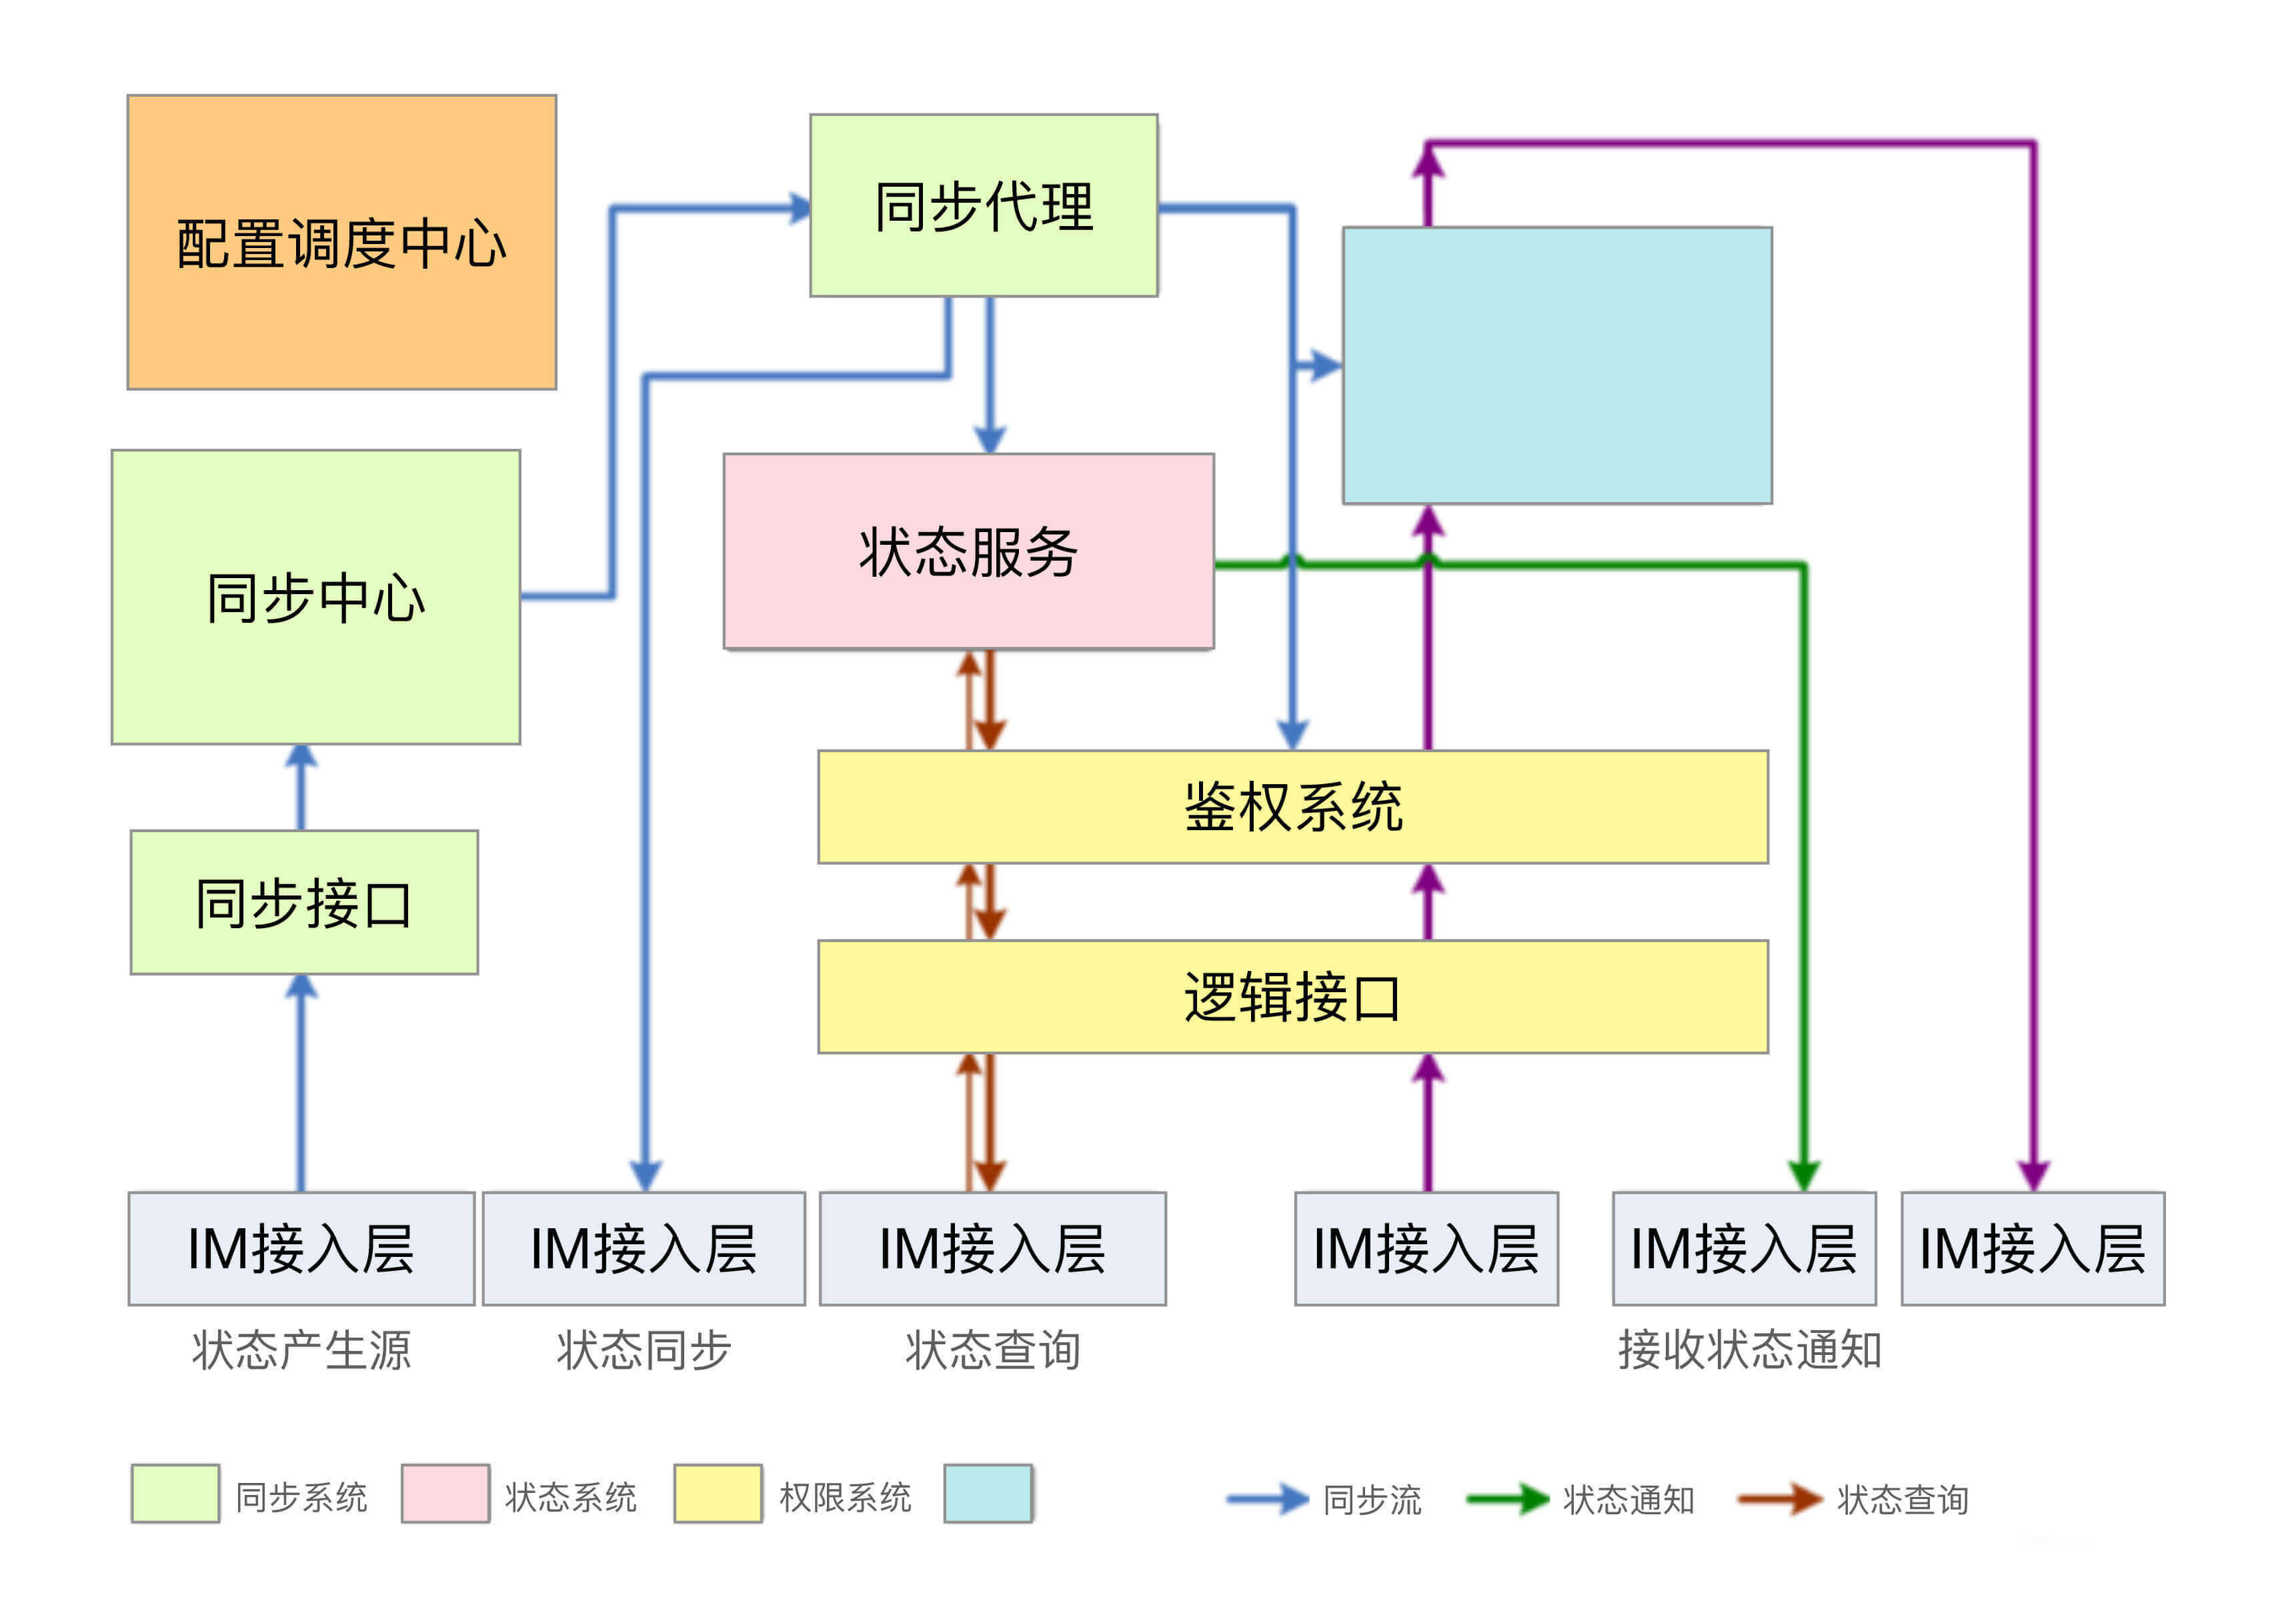 配置调度中心
同步代理
状态服务
同步中心
鉴权系统
同步接口
逻辑接口
IM接入层
IM接入层
IM接入层
IM接入层
IM接入层
IM接入层
状态产生源
状态同步
状态查询
接收状态通知
同步系统
状态系统
权限系统
同步流
状态通知
状态查询